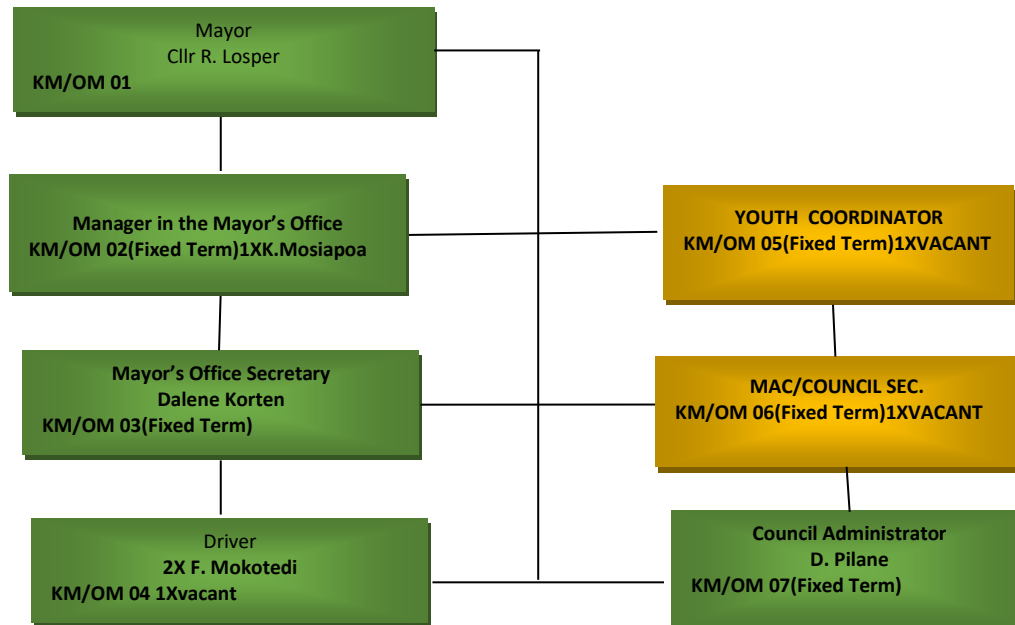 Mayor
Cllr R. Losper
KM/OM 01
Manager in the Mayor's Office
KM/OM 02(Fixed Term)1XK.Mosiapoa
YOUTH  COORDINATOR
KM/OM 05(Fixed Term)1XVACANT
Mayor's Office Secretary
Dalene Korten
KM/OM 03(Fixed Term)
MAC/COUNCIL SEC.
KM/OM 06(Fixed Term)1XVACANT
Driver
2X F. Mokotedi
KM/OM 04 1Xvacant
Council Administrator
D. Pilane
KM/OM 07(Fixed Term)